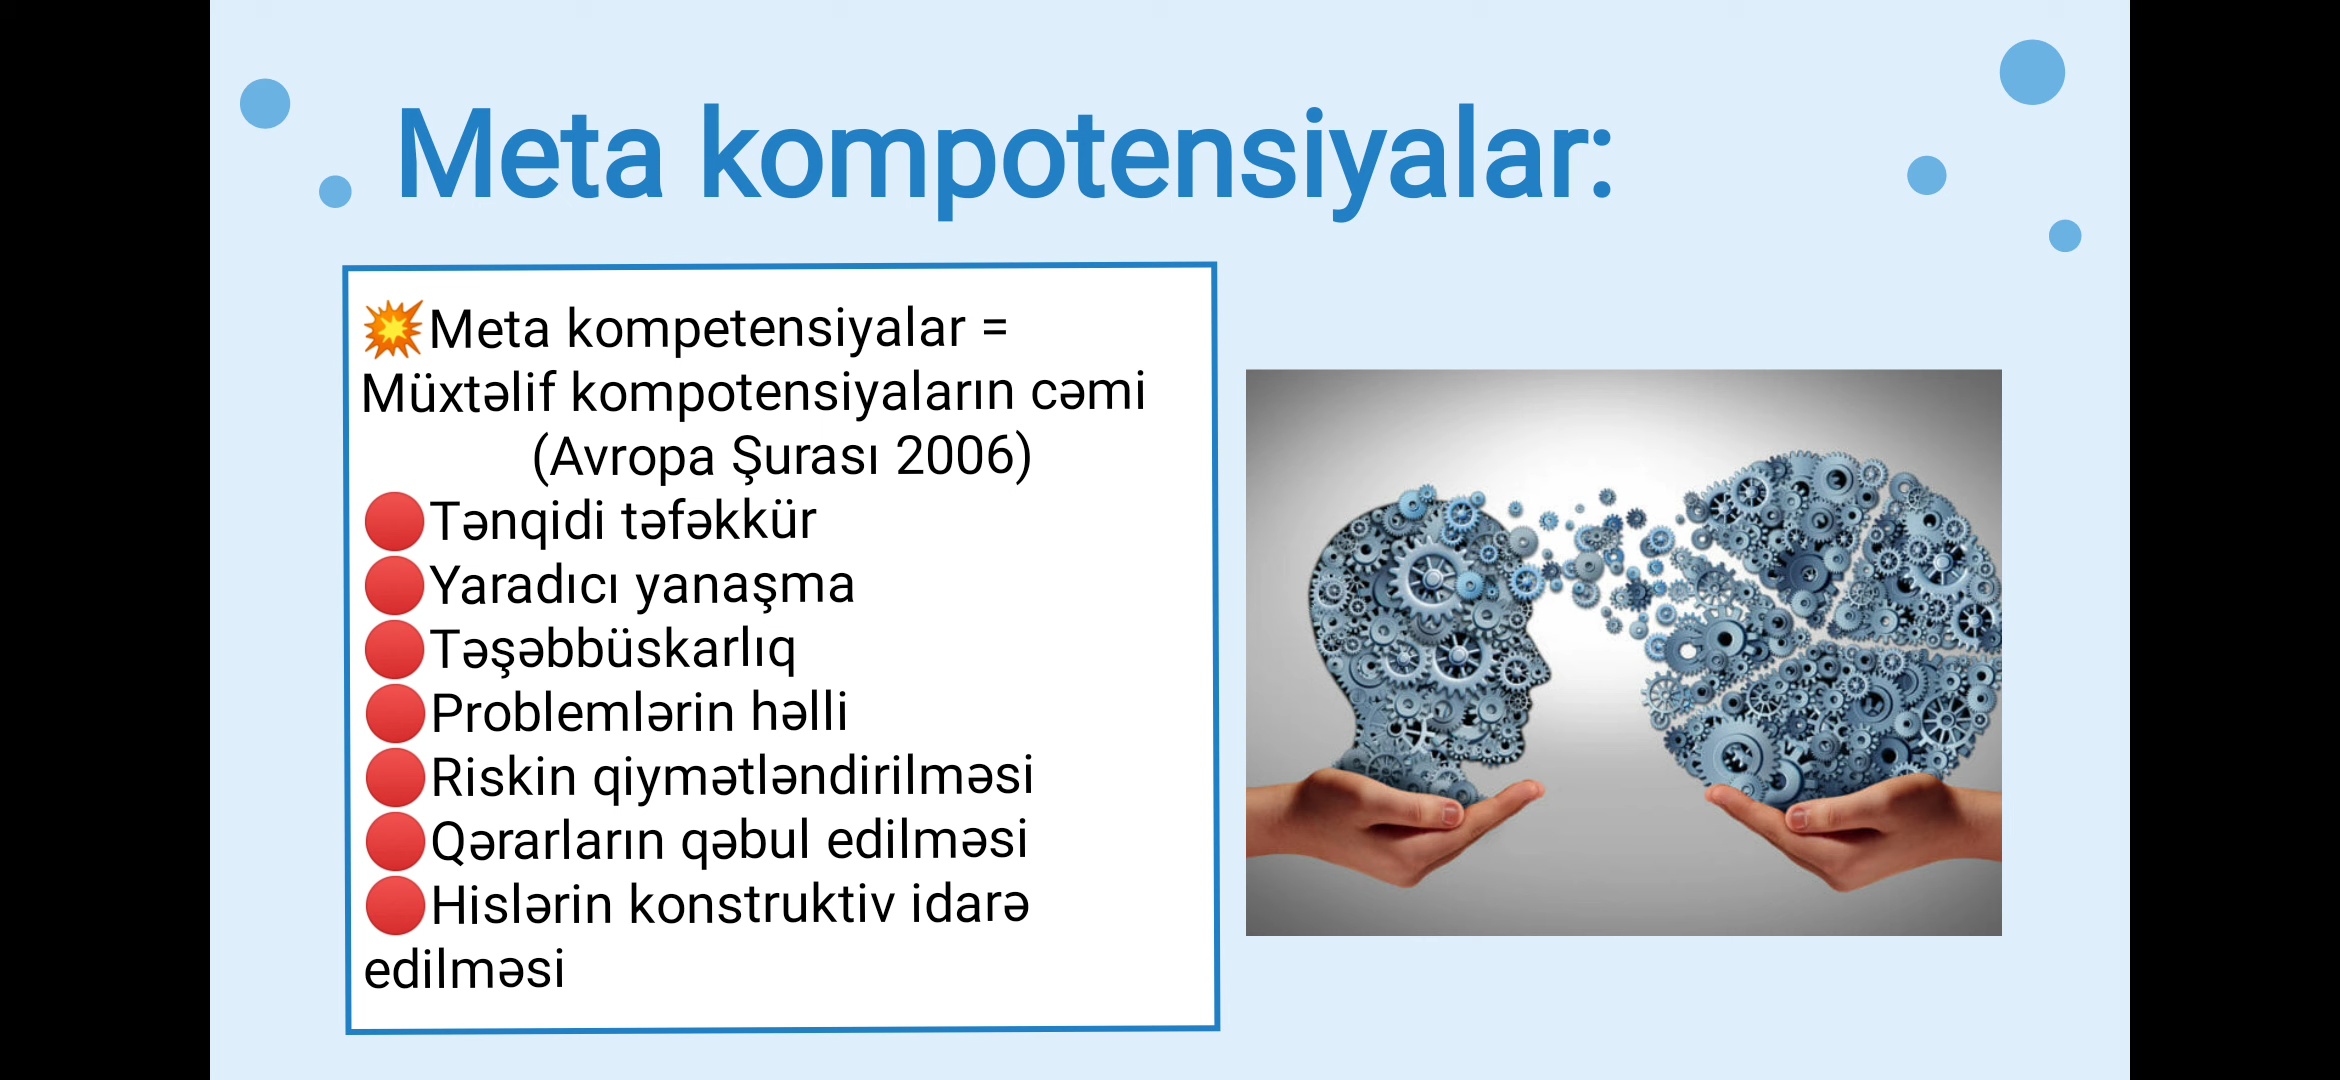 Meta kompotensiyalar:
💥Meta kompetensiyalar =
Müxtəlif kompotensiyaların cəmi
(Avropa Şurası 2006)
🔴Tənqidi təfəkkür
🔴Yaradıcı yanaşma
🔴Təşəbbüskarlıq
🔴Problemlərin həlli
🔴Riskin qiymətləndirilməsi
🔴Qərarların qəbul edilməsi
🔴Hislərin konstruktiv idarə
edilməsi